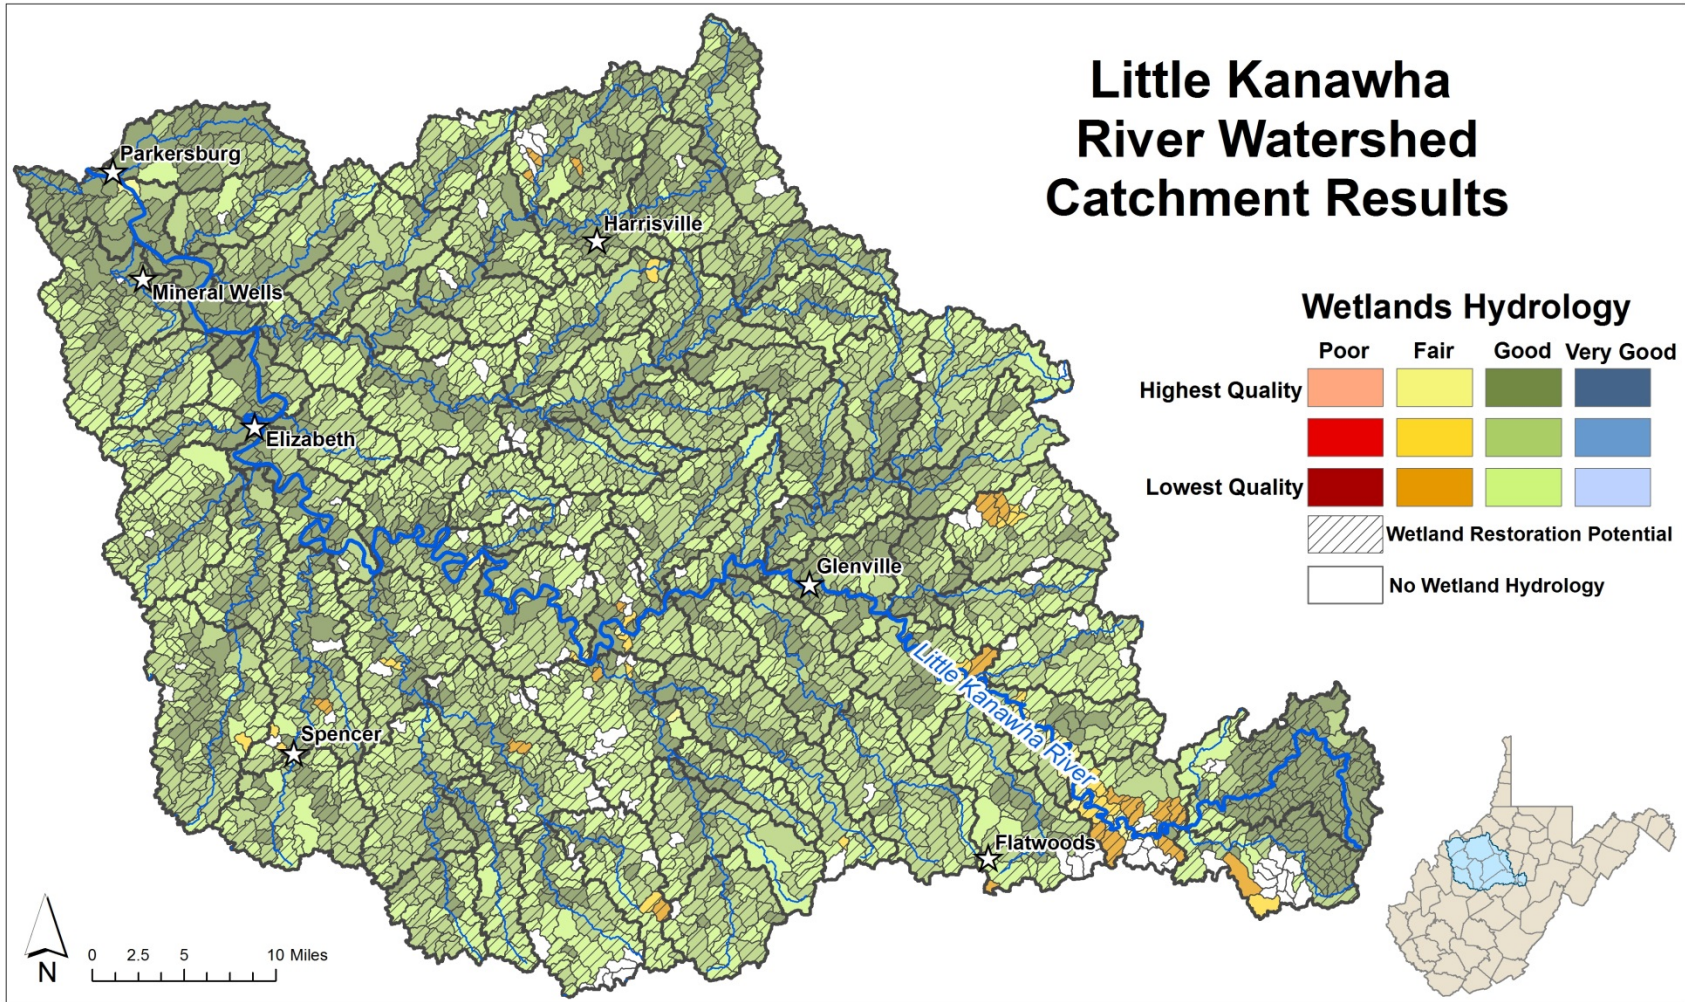 Little Kanawha
River Watershed
Catchment Results
Parkersburg
Harrisville
Mineral Wells
Wetlands Hydrology
Poor Fair Good Very Good
Highest Quality
Elizabeth
Lowest Quality
Wetland Restoration Potential
Glenville
No Wetland Hydrology
Little Kanawha River
Spencer
Flatwoods
N
0 2.5 5 10 Miles